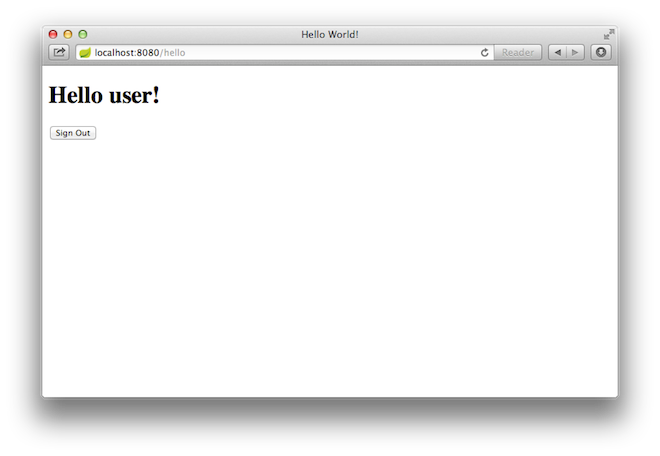 Hello World!
localhost:8080/hello
Reader
Hello user!
Sign Out